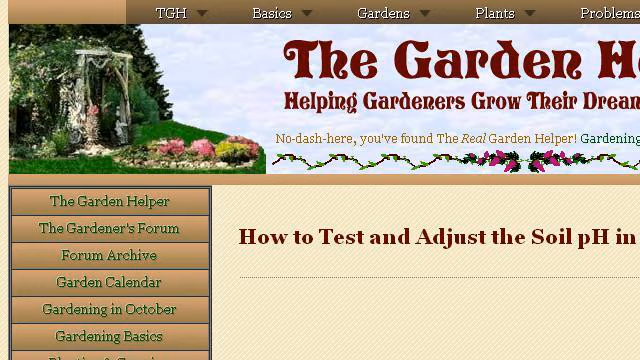 TGH Basics Gardens Plants Problems
The Garden
Helping Gardeners Grow Their
No-dash-here, you've found The Real Garden Helper! Gardening
The Garden Helper
The Gardener's Forum
Forum Archive
Garden Calendar
Gardening in October
Gardening Basics
How to Test and Adjust the Soil pH in